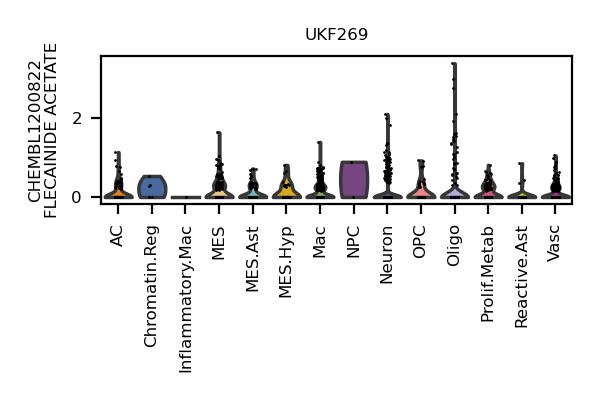 UKF269
CHEMBL1200822
FLECAINIDE ACETATE
2
0
AC
Chromatin.Reg
Inflammatory.Mac
MES
MES.Ast
MES.Hyp
Mac
NPC
Neuron
OPC
Oligo
Prolif.Metab
Reactive.Ast
Vasc